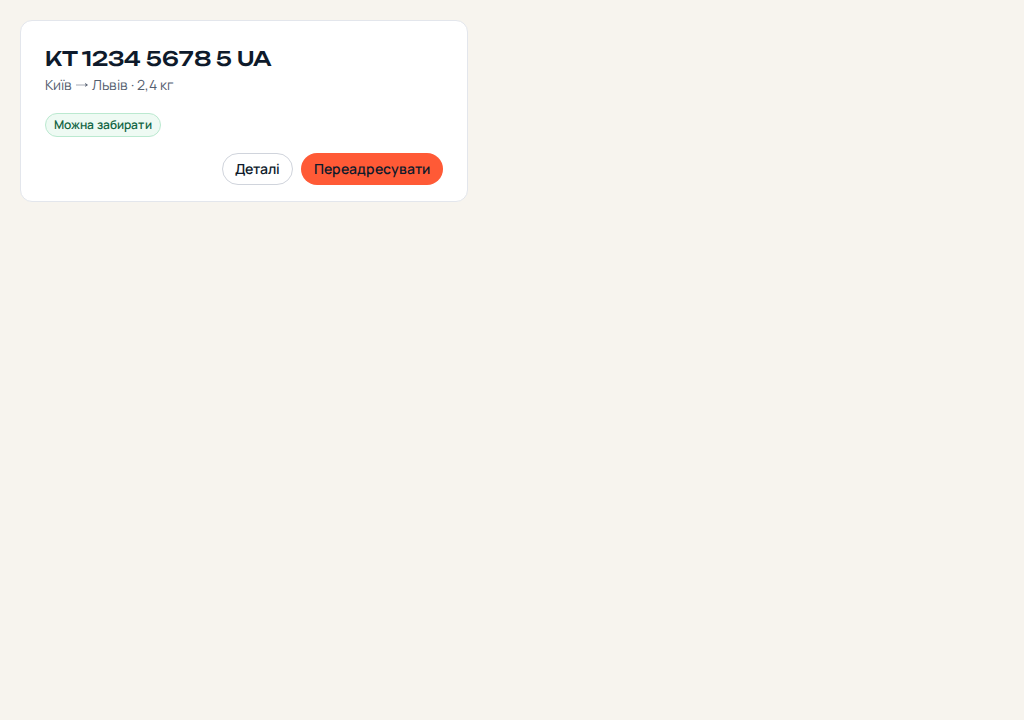 KT 1234 5678 5 UA
Київ → Львів · 2,4 кг
Можна забирати
Деталі
Переадресувати